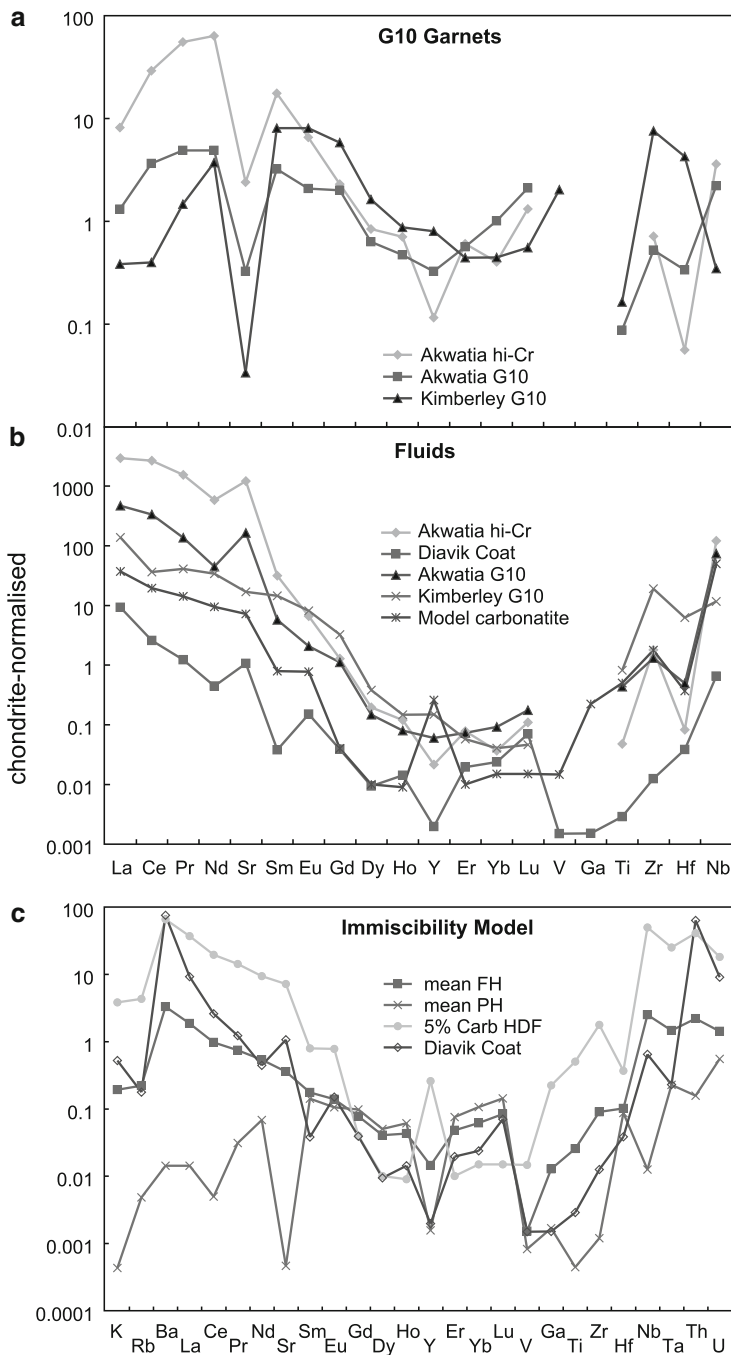 a
100
G10 Garnets
10
1
0.1
Akwatia hi-Cr
Akwatia G10
Kimberley G10
0.01
b
Fluids
1000
100
10
1
0.1
0.01
0.001
Akwatia hi-Cr
Diavik Coat
Akwatia G10
Kimberley G10
Model carbonatite
chondrite-normalised
La Ce Pr Nd Sr Sm Eu Gd Dy Ho Y Er Yb Lu V Ga Ti Zr Hf Nb
c
100
Immiscibility Model
10
1
0.1
0.01
0.001
0.0001
mean FH
mean PH
5% Carb HDF
Diavik Coat
K Rb Ba La Ce Pr Nd Sr Sm Eu Gd Dy Ho Y Er Yb Lu V Ga Ti Zr Hf Nb Ta Th U